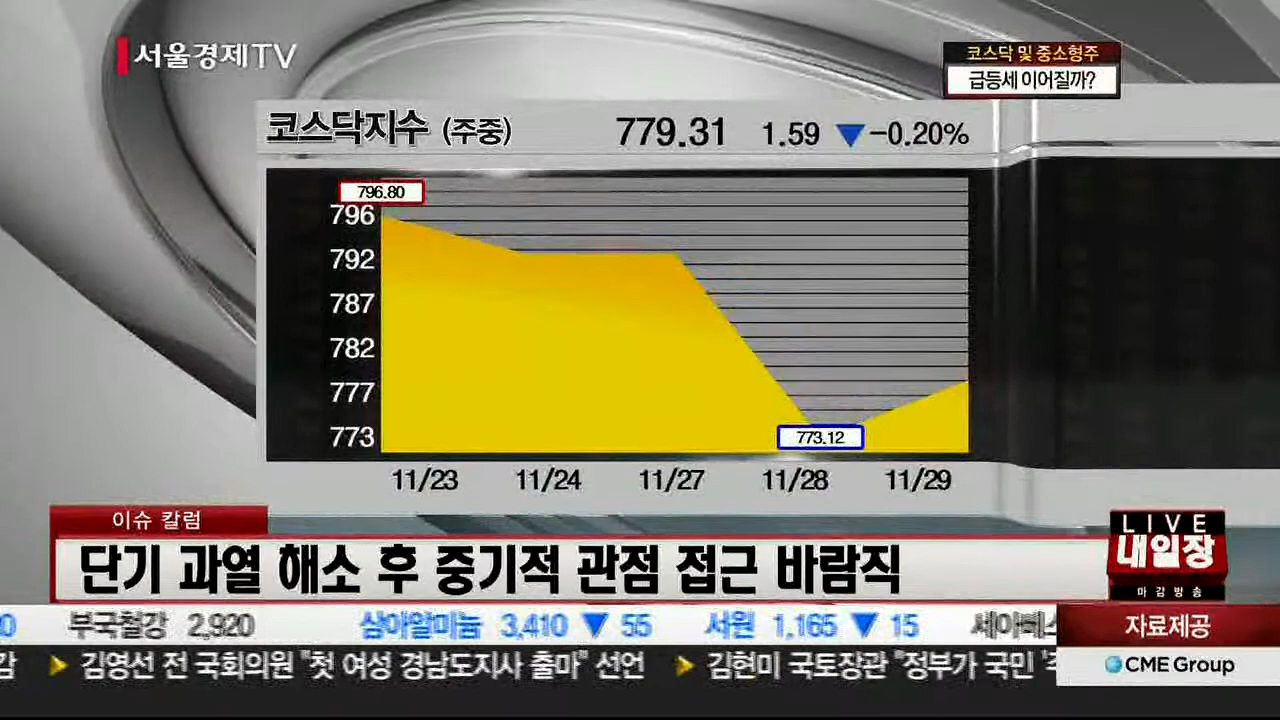 서울경제TV
코스닥 및 중소형주
급등세 이어질까?
코스닥지수 (주중) 779.31 1.59 ▼-0.20%
796.80
796
792
787
782
777
773
773.12
11/23 11/24 11/27 11/28 11/29
이슈 칼럼
단기 과열 해소 후 중기적 관점 접근 바람직
LIVE
내일장
마감방송
0 부국철강 2,920 삼아알미늄 3,410 ▼ 55 서원 1,165 ▼ 15 세아베스
자료제공
감 ▶ 김영선 전 국회의원 "첫 여성 경남도지사 출마" 선언 ▶ 김현미 국토장관 "정부가 국민 '주
CME Group